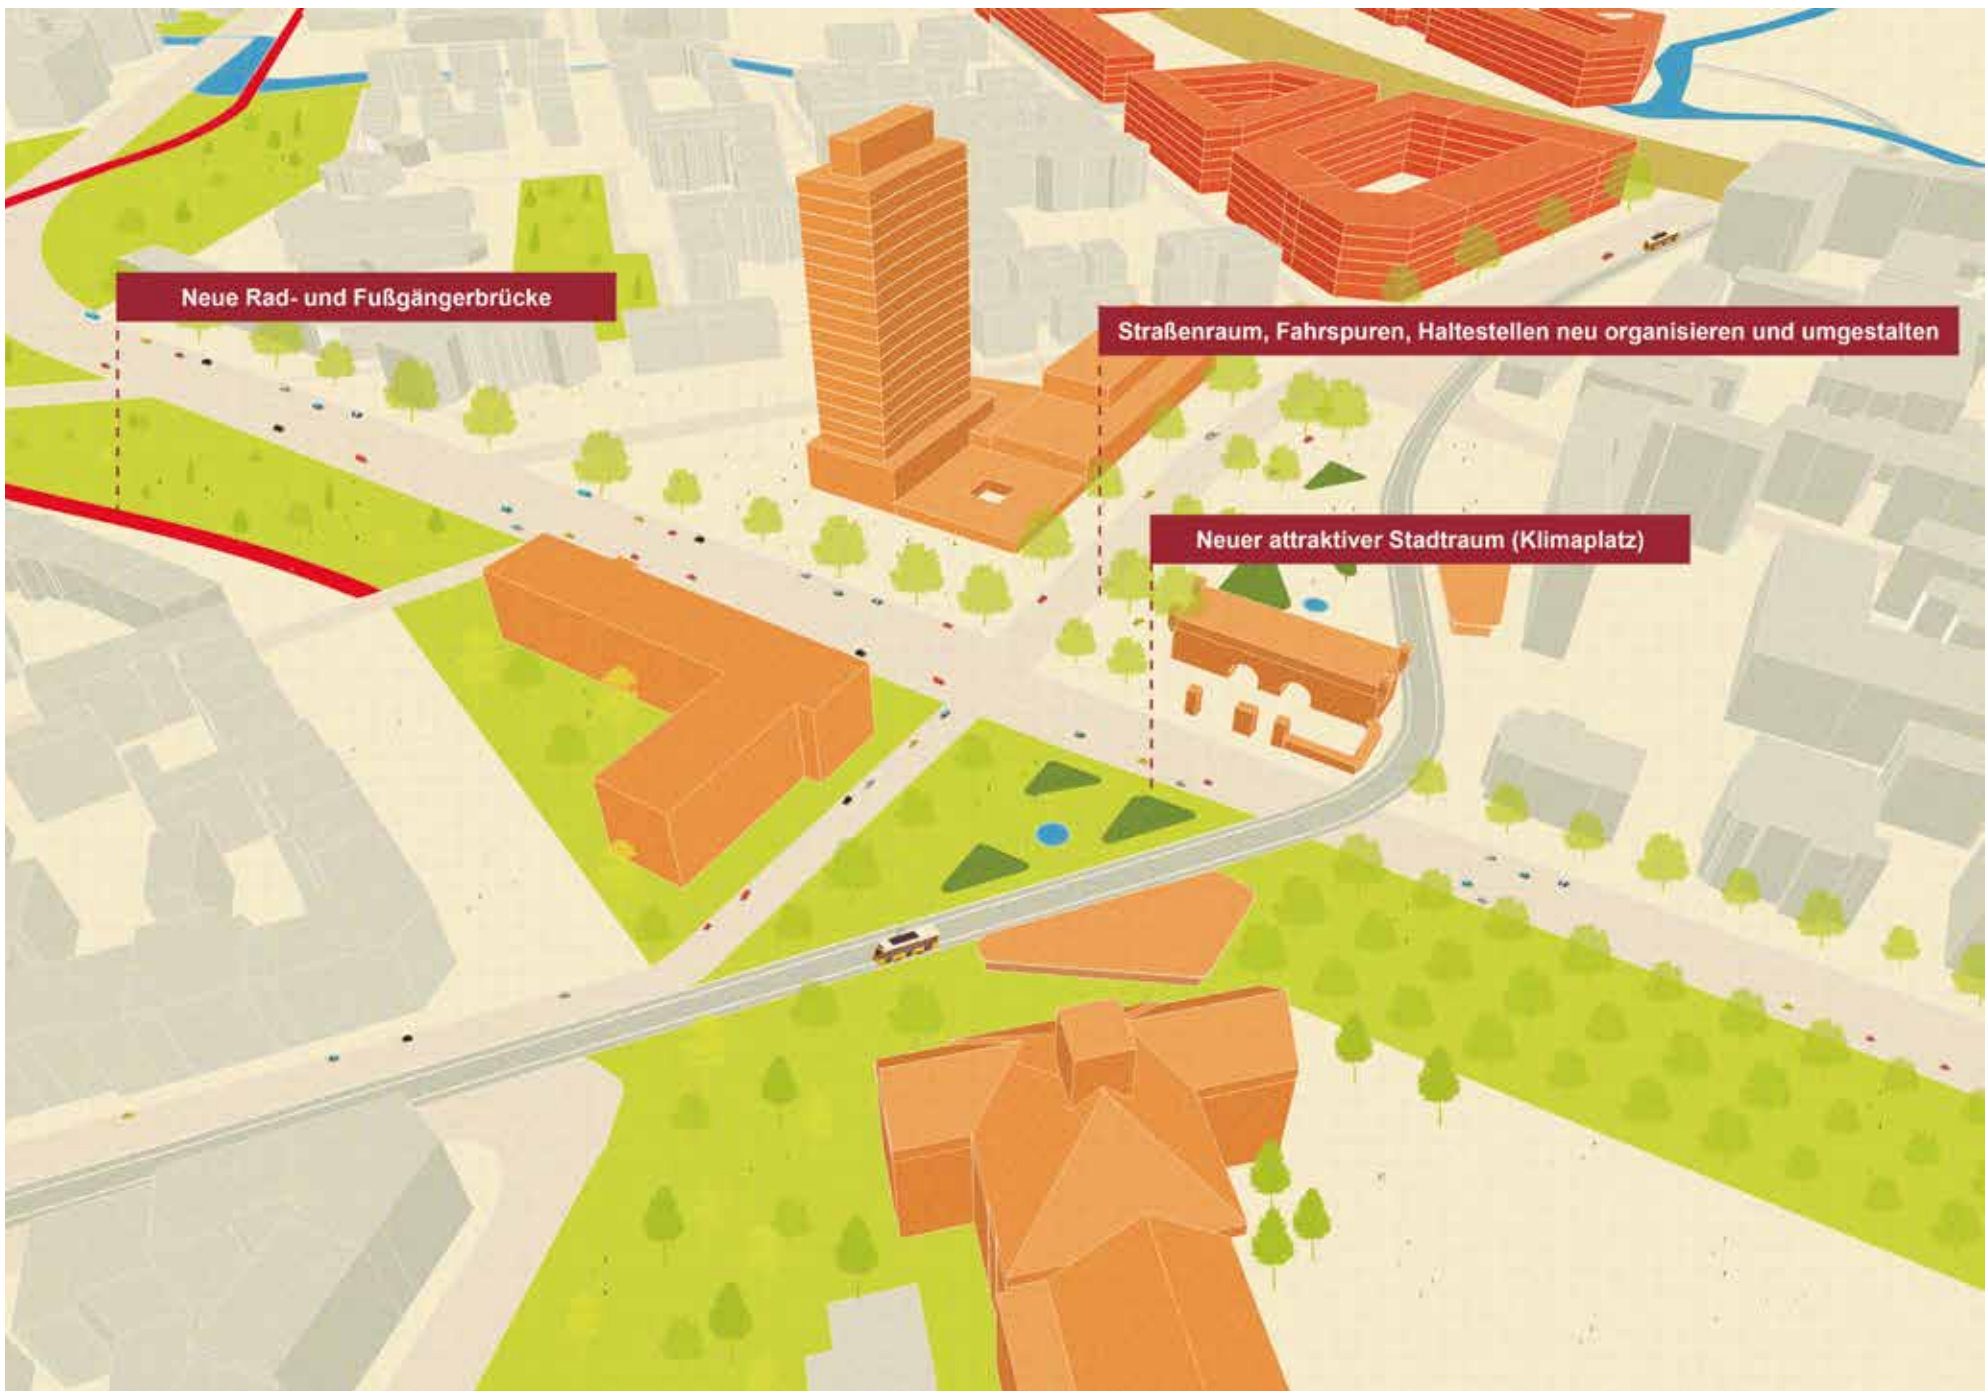 Neue Rad- und Fußgängerbrücke
Straßenraum, Fahrspuren, Haltestellen neu organisieren und umgestalten
Neuer attraktiver Stadtraum (Klimaplatz)